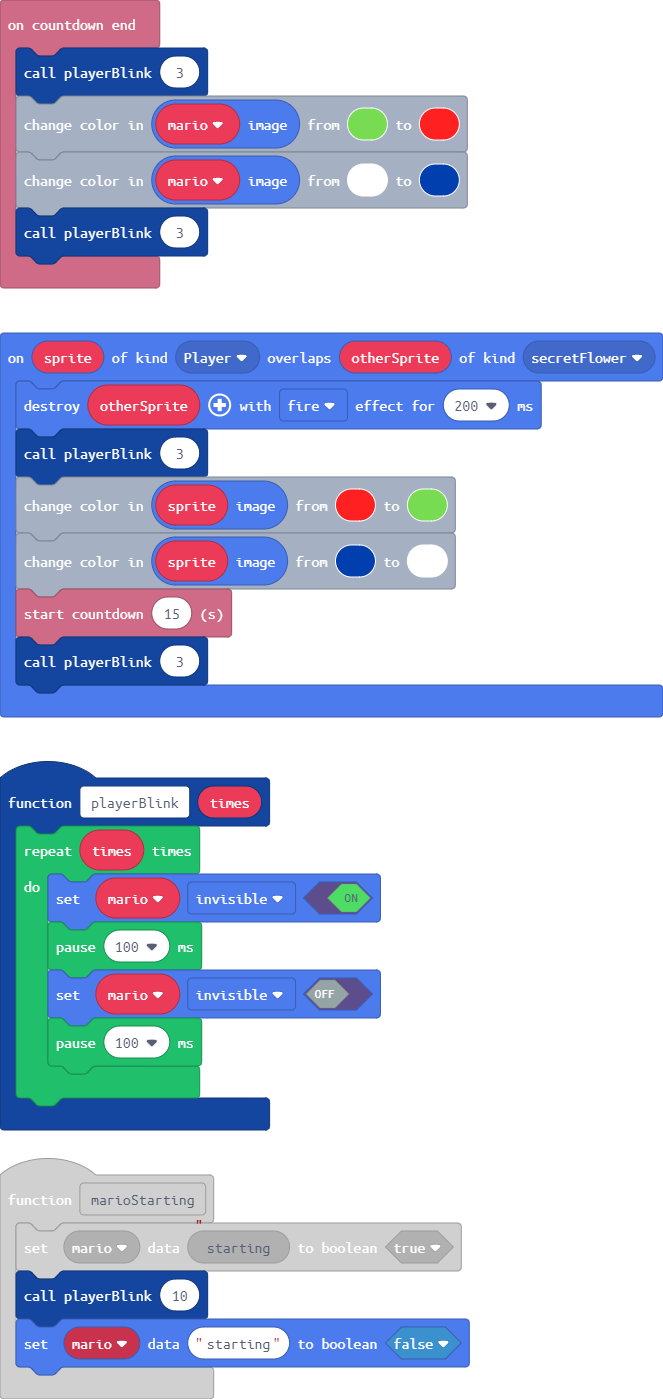 on countdown end
call playerBlink 3
change color in mario image from to
change color in mario image from to
call playerBlink 3
on sprite of kind Player overlaps otherSprite of kind secretFlower
destroy otherSprite with fire effect for 200 ms
call playerBlink 3
change color in sprite image from to
change color in sprite image from to
start countdown 15 (s)
call playerBlink 3
function playerBlink times
repeat times times
do
set mario invisible ON
pause 100 ms
set mario invisible OFF
pause 100 ms
function marioStarting
"
set mario data starting to boolean true
call playerBlink 10
set mario data "starting" to boolean false